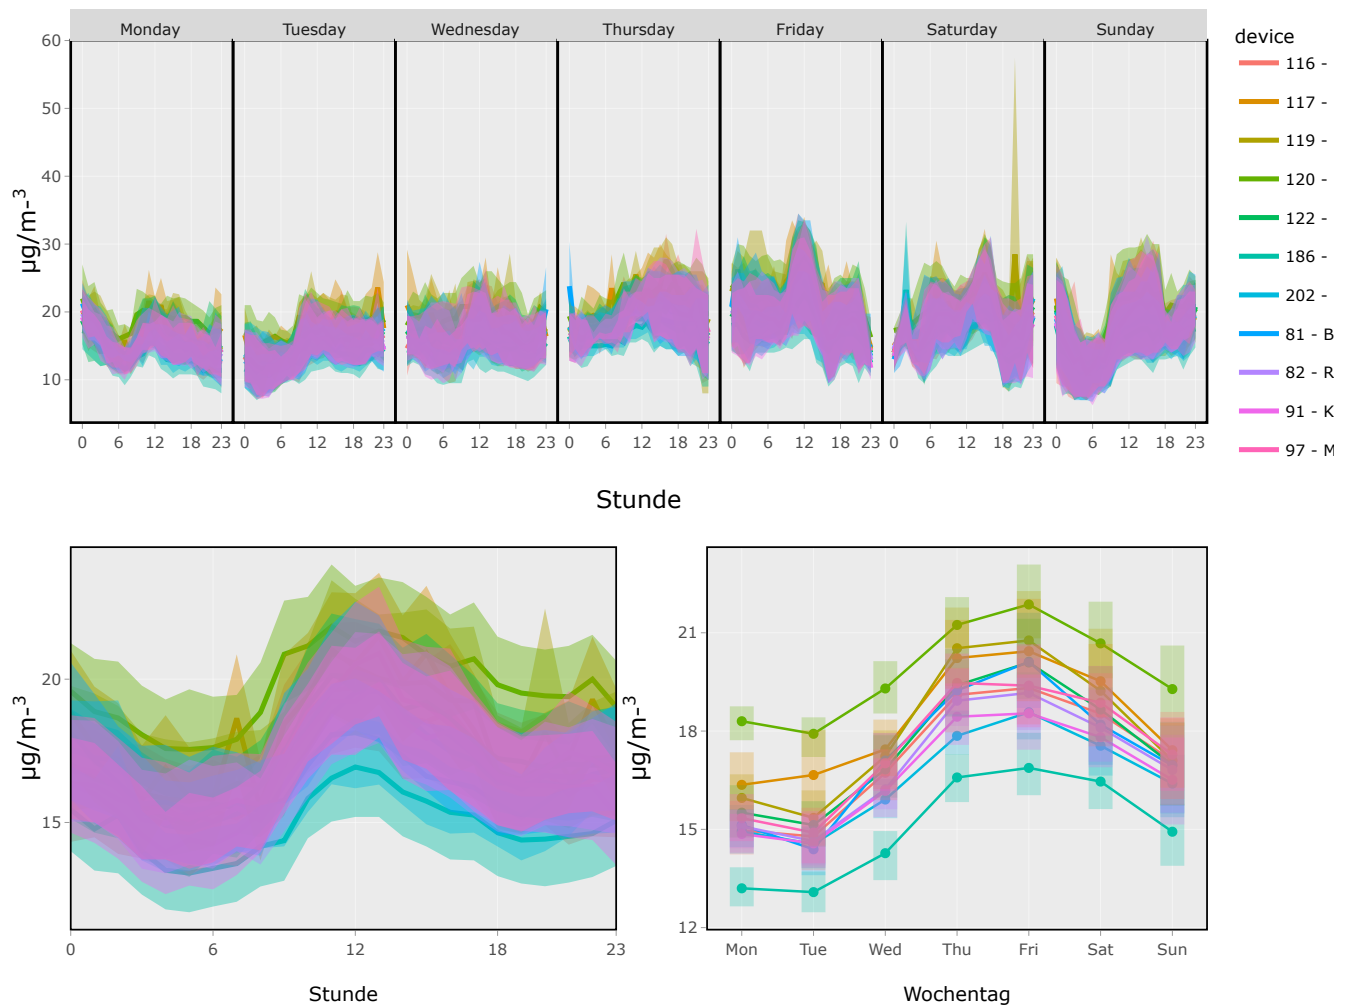 Monday Tuesday Wednesday Thursday Friday Saturday Sunday
device
116 -
117 -
119 -
120 -
122 -
186 -
202 -
81 - B
82 - R
91 - K
97 - M
60
50
40
30
20
10
µg/m-³
0 6 12 18 23 0 6 12 18 23 0 6 12 18 23 0 6 12 18 23 0 6 12 18 23 0 6 12 18 23 0 6 12 18 23
Stunde
20
15
µg/m-³
0 6 12 18 23
Stunde
21
18
15
12
µg/m-³
Mon Tue Wed Thu Fri Sat Sun
Wochentag